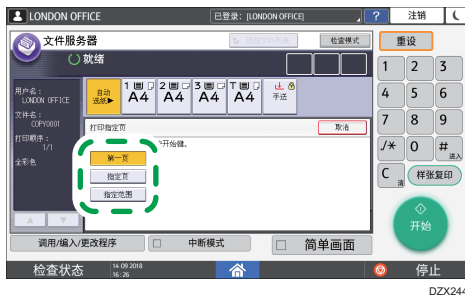 LONDON OFFICE
已登录: [LONDON OFFICE]
?
注销
文件服务器
检查模式
重设
就绪
1 2 3
用户名:
LONDON OFFICE
自动
选纸▶
1 A4
2 A4
3 A4
T A4
手送
4 5 6
文件名:
COPY0001
7 8 9
打印指定页
取消
打印顺序:
1/1
开始键。
./* 0 #
进入
全彩色
第一页
C
清
样张
复印
指定页
指定范围
开始
调用/编入/更改程序
中断模式
简单画面
检查状态
14 09 2018
16:26
停止
DZX244